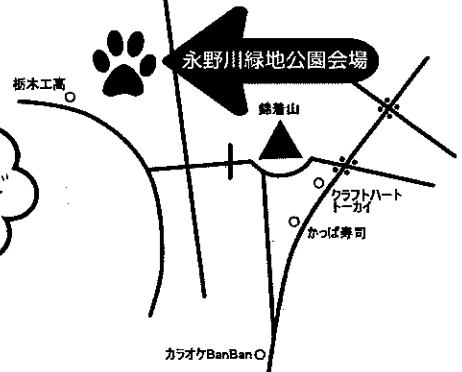 永野川緑地公園会場
栃木工高
錦着山
クラフトハート
トーカイ
かっぱ寿司
カラオケBanBan